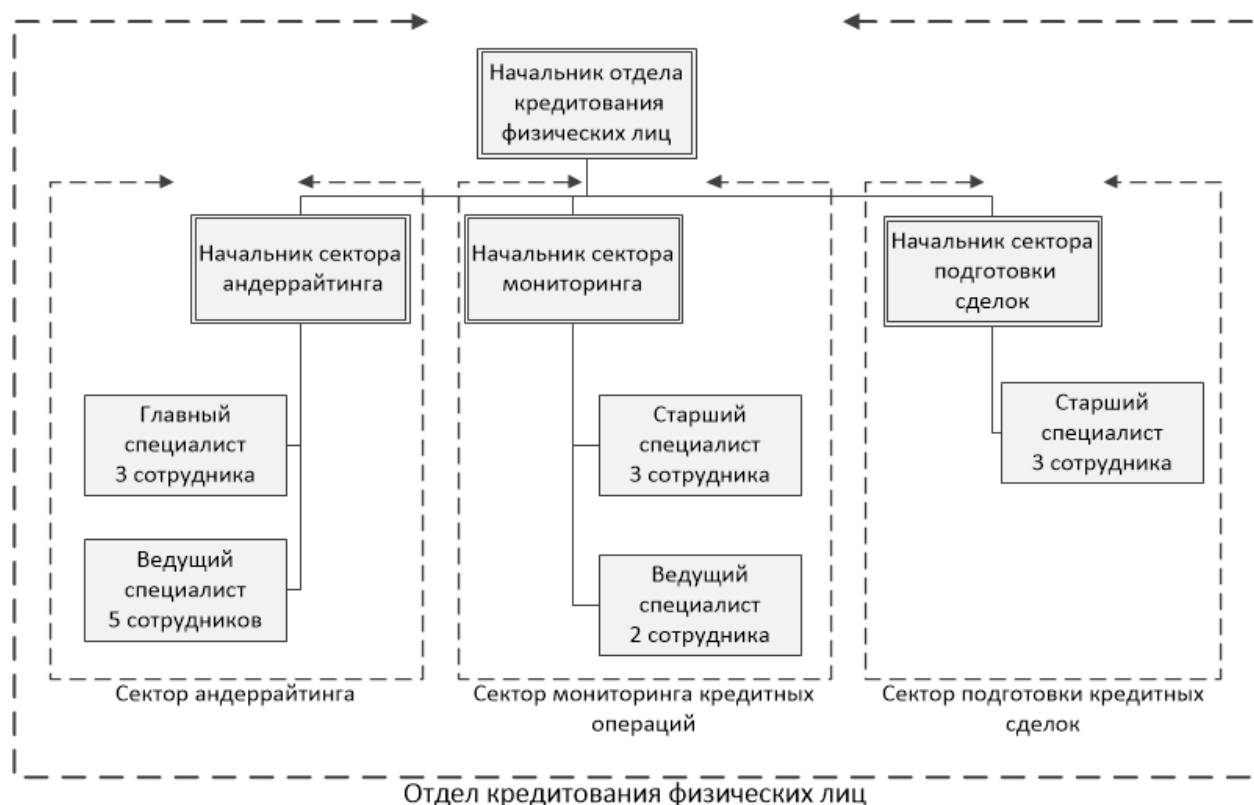 Начальник отдела
кредитования
физических лиц
Начальник сектора
андеррайтинга
Начальник сектора
мониторинга
Начальник сектора
подготовки
сделок
Главный
специалист
3 сотрудника
Старший
специалист
3 сотрудника
Старший
специалист
3 сотрудника
Ведущий
специалист
5 сотрудников
Ведущий
специалист
2 сотрудника
Сектор андеррайтинга
Сектор мониторинга кредитных
операций
Сектор подготовки кредитных
сделок
Отдел кредитования физических лиц